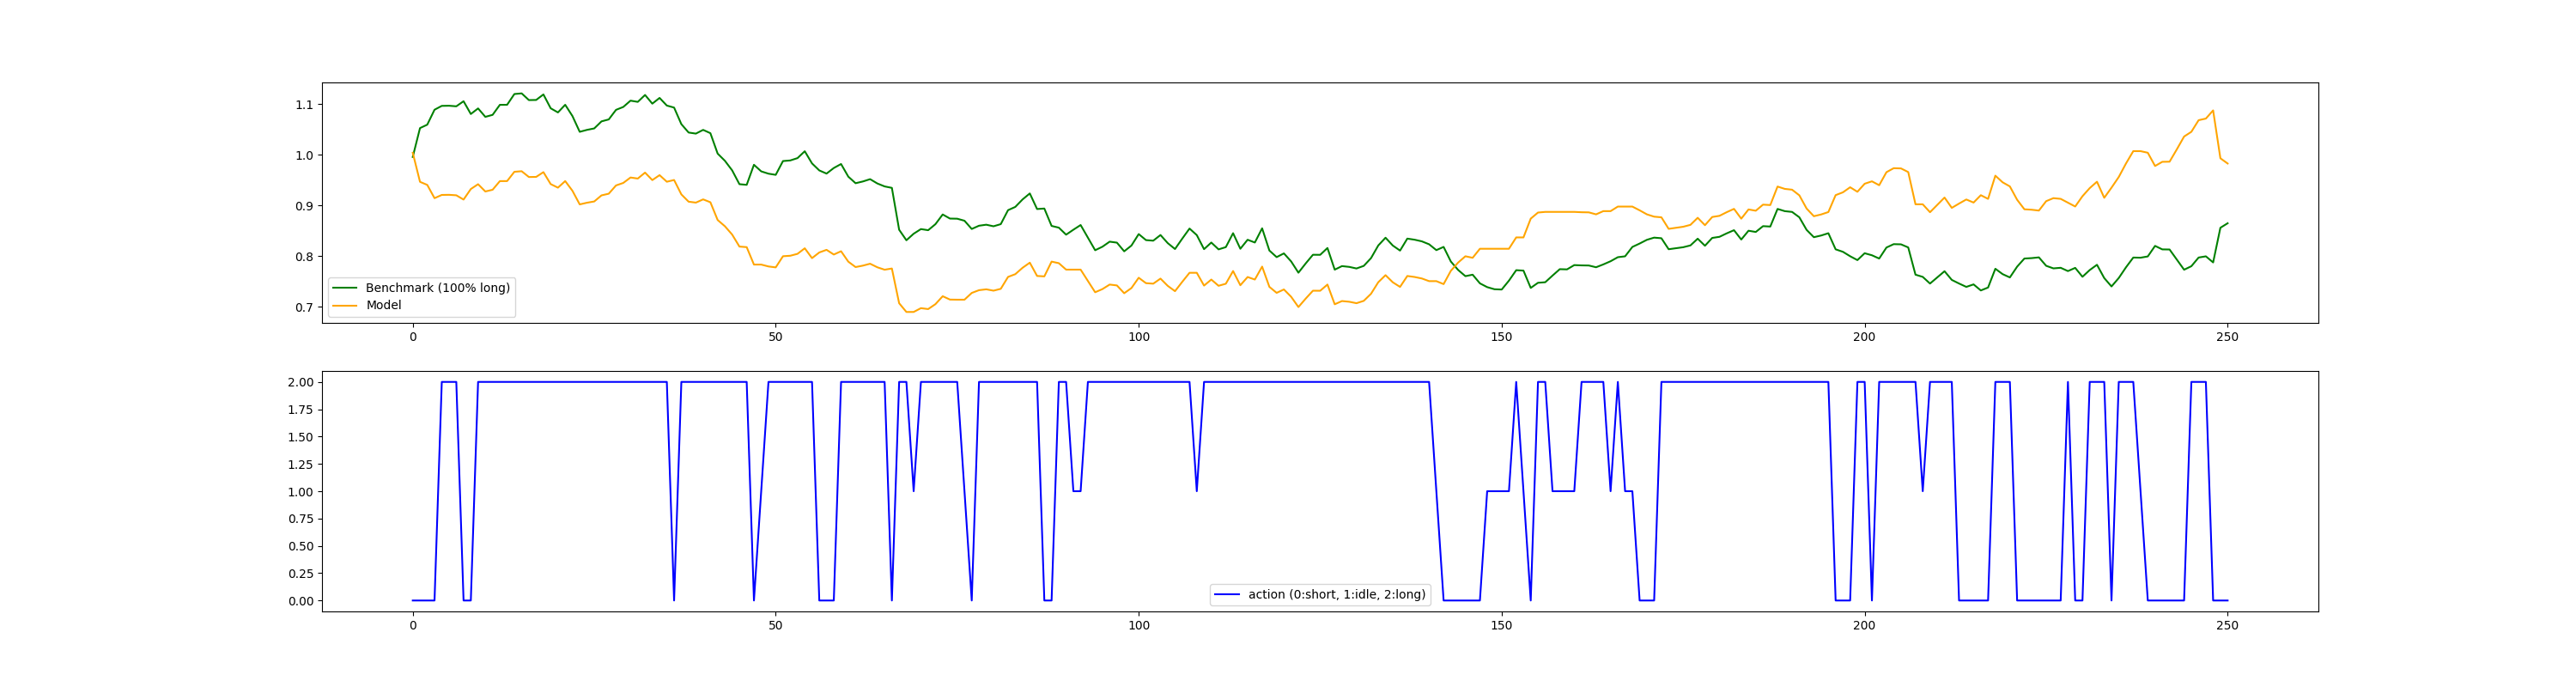 1.1
1.0
0.9
0.8
0.7
Benchmark (100% long)
Model
0 50 100 150 200 250
2.00
1.75
1.50
1.25
1.00
0.75
0.50
0.25
0.00
action (0:short, 1:idle, 2:long)
0 50 100 150 200 250